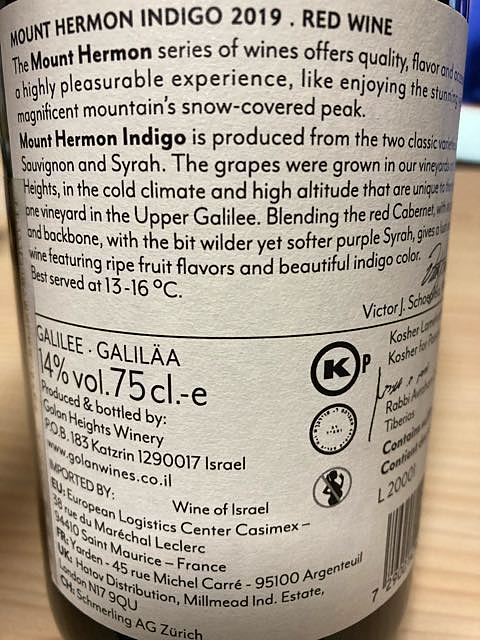 MOUNT HERMON INDIGO 2019 . RED WINE
The Mount Hermon series of wines offers quality, flavor and
a highly pleasurable experience, like enjoying the stunning
magnificent mountain's snow-covered peak.
Mount Hermon Indigo is produced from the two classic
Sauvignon and Syrah. The grapes were grown in our vineyards
Heights, in the cold climate and high altitude that are unique to
one vineyard in the Upper Galilee. Blending the red Cabernet, with
and backbone, with the bit wilder yet softer purple Syrah, gives a
wine featuring ripe fruit flavors and beautiful indigo color.
Best served at 13-16 °C.
Victor J.
GALILEE . GALILÄA
14% vol. 75 cl.-e
Produced & bottled by:
Golan Heights Winery
P.O.B. 183 Katzrin 1290017 Israel
www.golanwines.co.il
Wine of Israel
IMPORTED BY:
EU: European Logistics Center Casimex –
38 rue du Maréchal Leclerc
94410 Saint Maurice – France
FR: Yarden - 45 rue Michel Carré - 95100 Argenteuil
UK: Hatov Distribution, Millmead Ind. Estate,
London N17 9QU
CH: Schmerling AG Zürich
K P
Kosher
Kosher For
Rabbi
Tiberias
Contains
L 20001
7